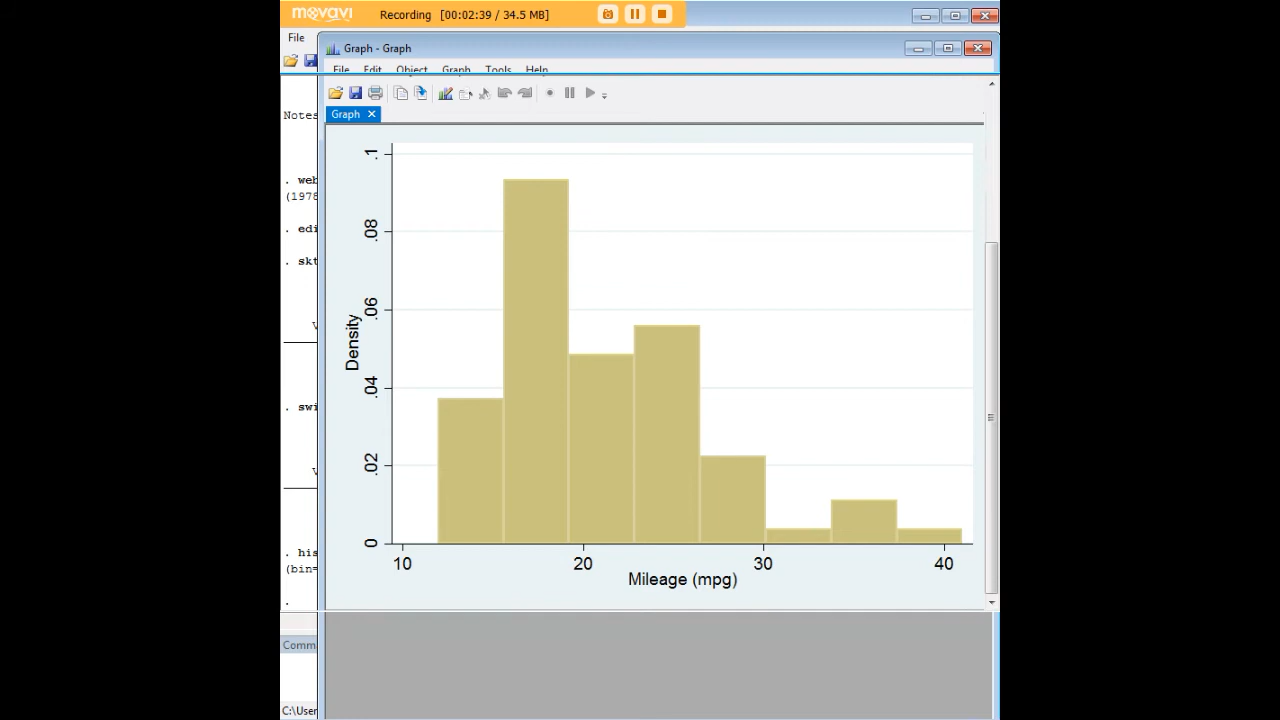 movavi Recording [00:02:39 / 34.5 MB]
File
Graph - Graph
File Edit Object Graph Tools Help
Graph
Notes
. web
(1978
. edi
. skt
V
. swi
V
. his
(bin=
.
Comm
C:\User
.1
.08
.06
.04
.02
0
Density
10 20 30 40
Mileage (mpg)